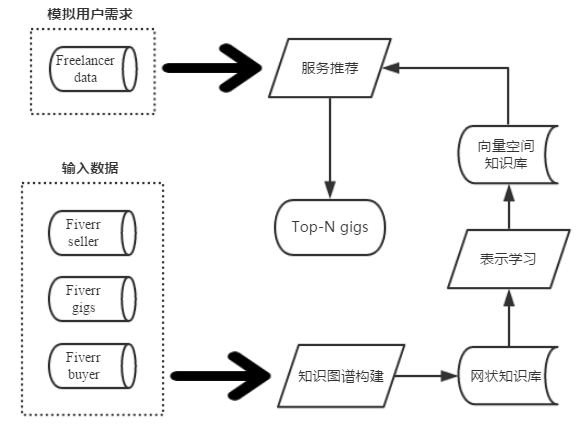 模拟用户需求
Freelancer
data
服务推荐
向量空间
知识库
输入数据
Fiverr
seller
Top-N gigs
表示学习
Fiverr
gigs
Fiverr
buyer
知识图谱构建
网状知识库